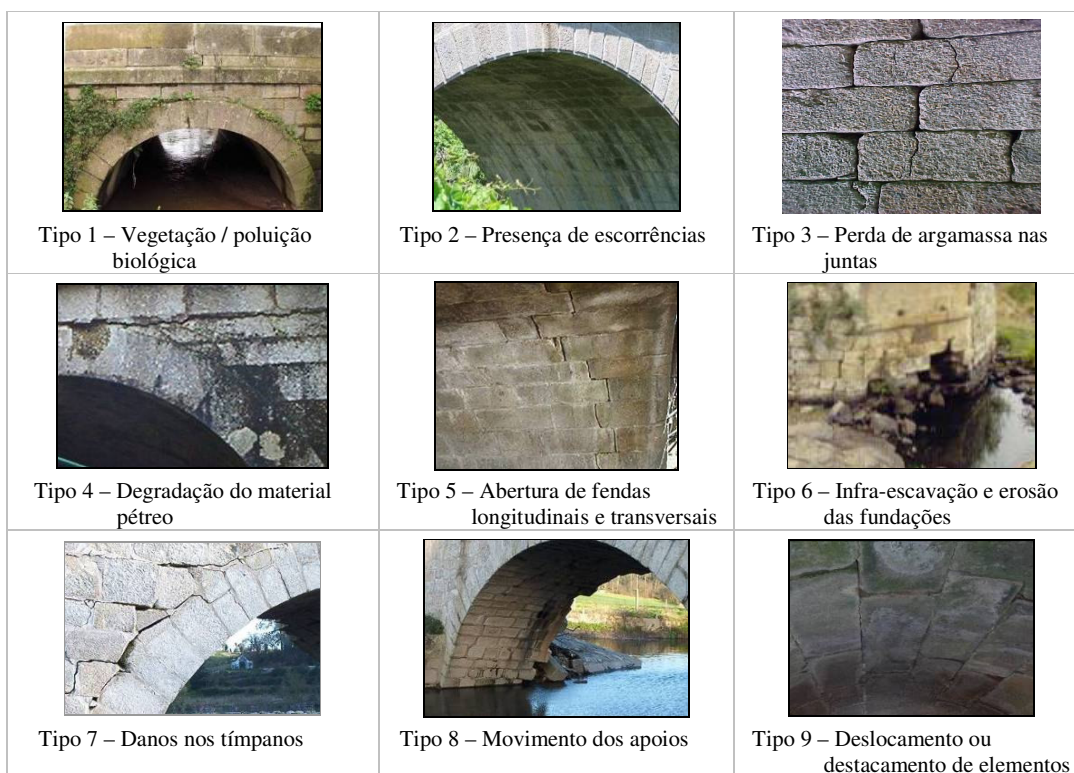 Tipo 1 – Vegetação / poluição
biológica
Tipo 2 – Presença de escorrências
Tipo 3 – Perda de argamassa nas
juntas
Tipo 4 – Degradação do material
pétreo
Tipo 5 – Abertura de fendas
longitudinais e transversais
Tipo 6 – Infra-escavação e erosão
das fundações
Tipo 7 – Danos nos tímpanos
Tipo 8 – Movimento dos apoios
Tipo 9 – Deslocamento ou
destacamento de elementos